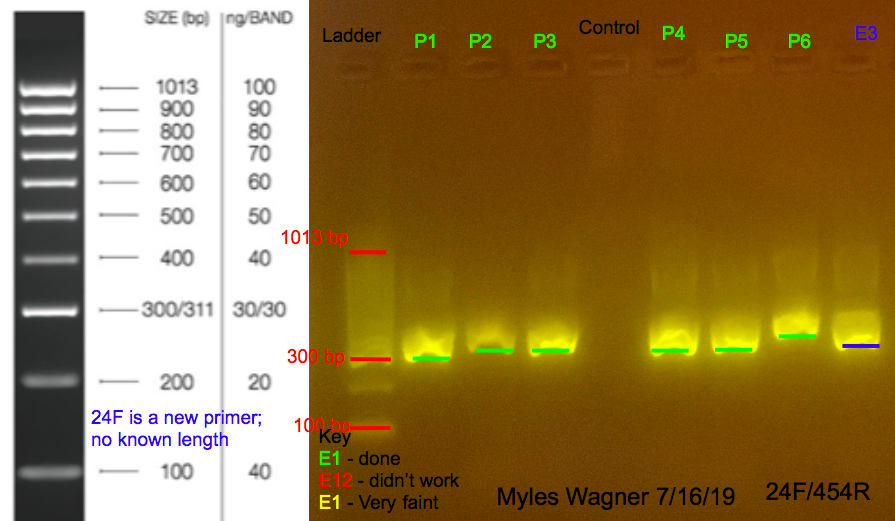 SIZE (bp) ng/BAND
1013 100
900 90
800 80
700 70
600 60
500 50
400 40
300/311 30/30
200 20
100 40
24F is a new primer;
no known length
Ladder P1 P2 P3 Control P4 P5 P6 E3
1013 bp
300 bp
100 bp
Key
E1 - done
E12 - didn't work
E1 - Very faint
Myles Wagner 7/16/19 24F/454R